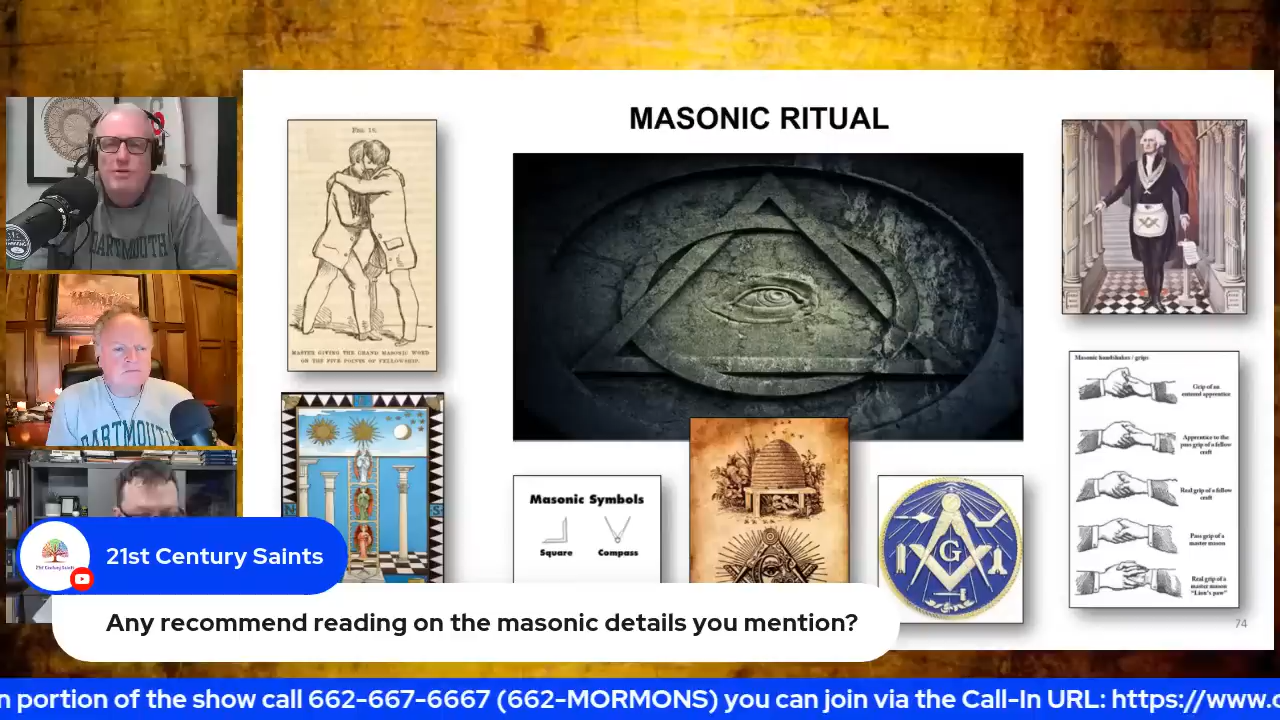 MASONIC RITUAL
FIG. 18.
MASTER GIVING THE GRAND MASONIC WORD
ON THE FIVE POINTS OF FELLOWSHIP.
Masonic handshakes / grips
Grip of an
entered apprentice
Apprentice to the
pass grip of a fellow
craft
Real grip of a fellow
craft
Pass grip of a
master mason
Real grip of a
master mason
"Lion's paw"
74
Masonic Symbols
Square
Compass
G
S
DARTMOUTH
DARTMOUTH
21st Century Saints
Any recommend reading on the masonic details you mention?
n portion of the show call 662-667-6667 (662-MORMONS) you can join via the Call-In URL: https://www.c